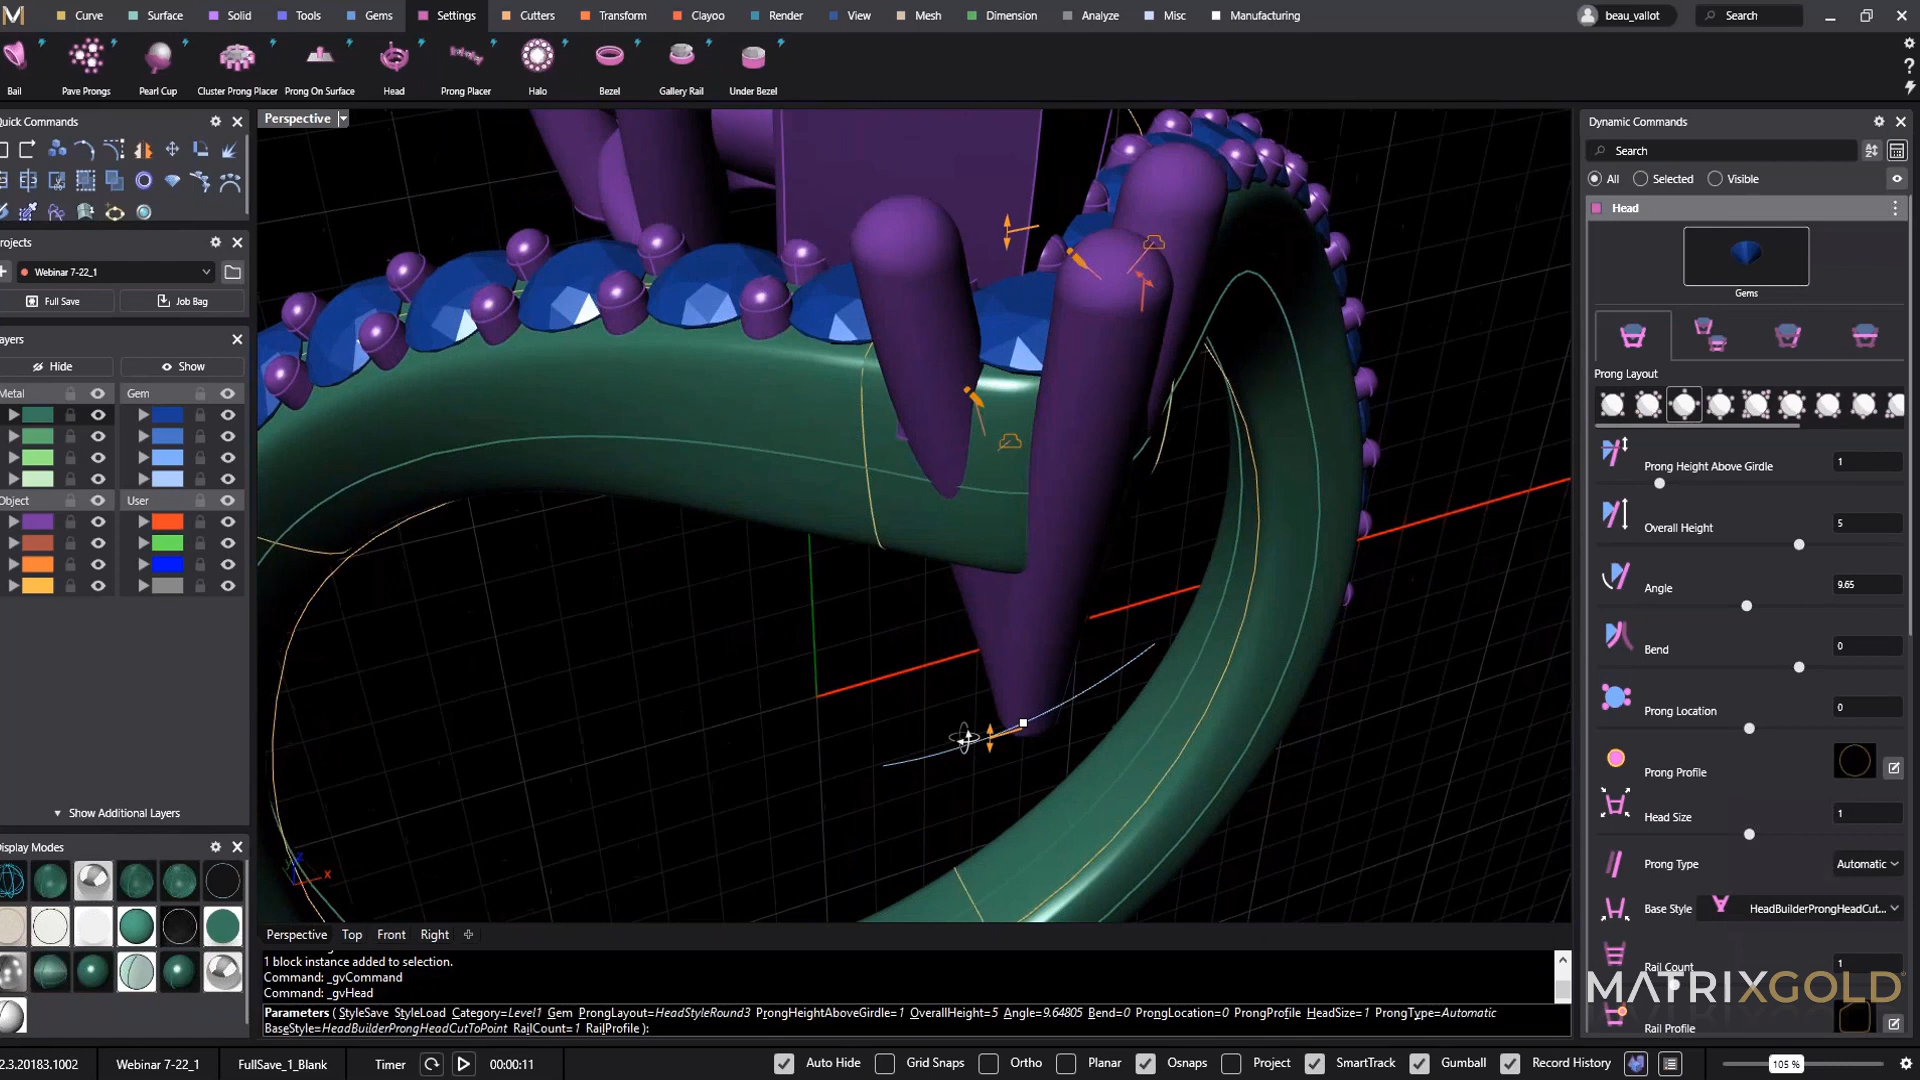 Curve Surface Solid Tools Gems Settings Cutters Transform Clayoo Render View Mesh Dimension Analyze Misc Manufacturing beau_vallot Search
Bail Pave Prongs Pearl Cup Cluster Prong Placer Prong On Surface Head Prong Placer Halo Bezel Gallery Rail Under Bezel
Quick Commands
Perspective
Dynamic Commands
Search
All Selected Visible
Head
Gems
Prong Layout
Prong Height Above Girdle 1
Overall Height 5
Angle 9.65
Bend 0
Prong Location 0
Prong Profile
Head Size 1
Prong Type Automatic
Base Style HeadBuilderProngHeadCut...
Rail Count 1
MATRIXGOLD
Rail Profile
rojects
Webinar 7-22_1
Full Save Job Bag
ayers
Hide Show
Metal Gem
Object User
Show Additional Layers
Display Modes
x
Perspective Top Front Right
1 block instance added to selection.
Command: _gvCommand
Command: _gvHead
Parameters ( StyleSave StyleLoad Category=Level1 Gem ProngLayout=HeadStyleRound3 ProngHeightAboveGirdle=1 OverallHeight=5 Angle=9.64805 Bend=0 ProngLocation=0 ProngProfile HeadSize=1 ProngType=Automatic
BaseStyle=HeadBuilderProngHeadCutToPoint RailCount=1 RailProfile ):
2.3.20183.1002 Webinar 7-22_1 FullSave_1_Blank Timer 00:00:11 Auto Hide Grid Snaps Ortho Planar Osnaps Project SmartTrack Gumball Record History 105 %